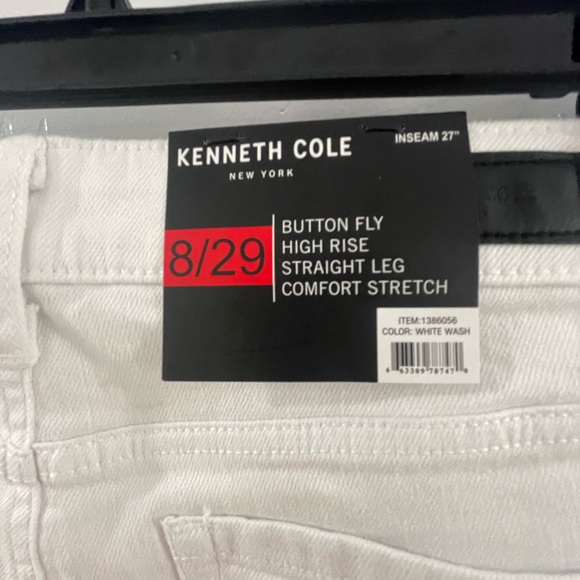 KENNETH COLE
NEW YORK
INSEAM 27"
8/29
BUTTON FLY
HIGH RISE
STRAIGHT LEG
COMFORT STRETCH
ITEM:1386056
COLOR: WHITE WASH